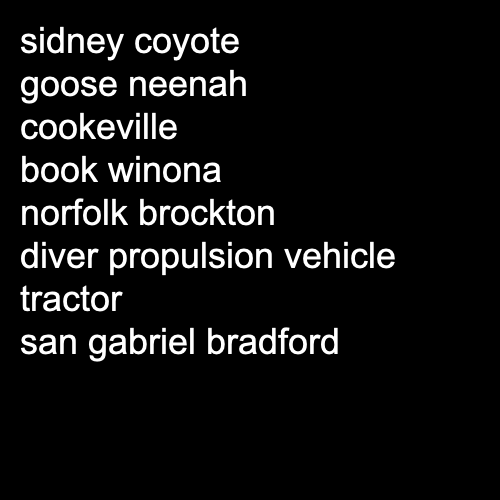 sidney coyote
goose neenah
cookeville
book winona
norfolk brockton
diver propulsion vehicle
tractor
san gabriel bradford